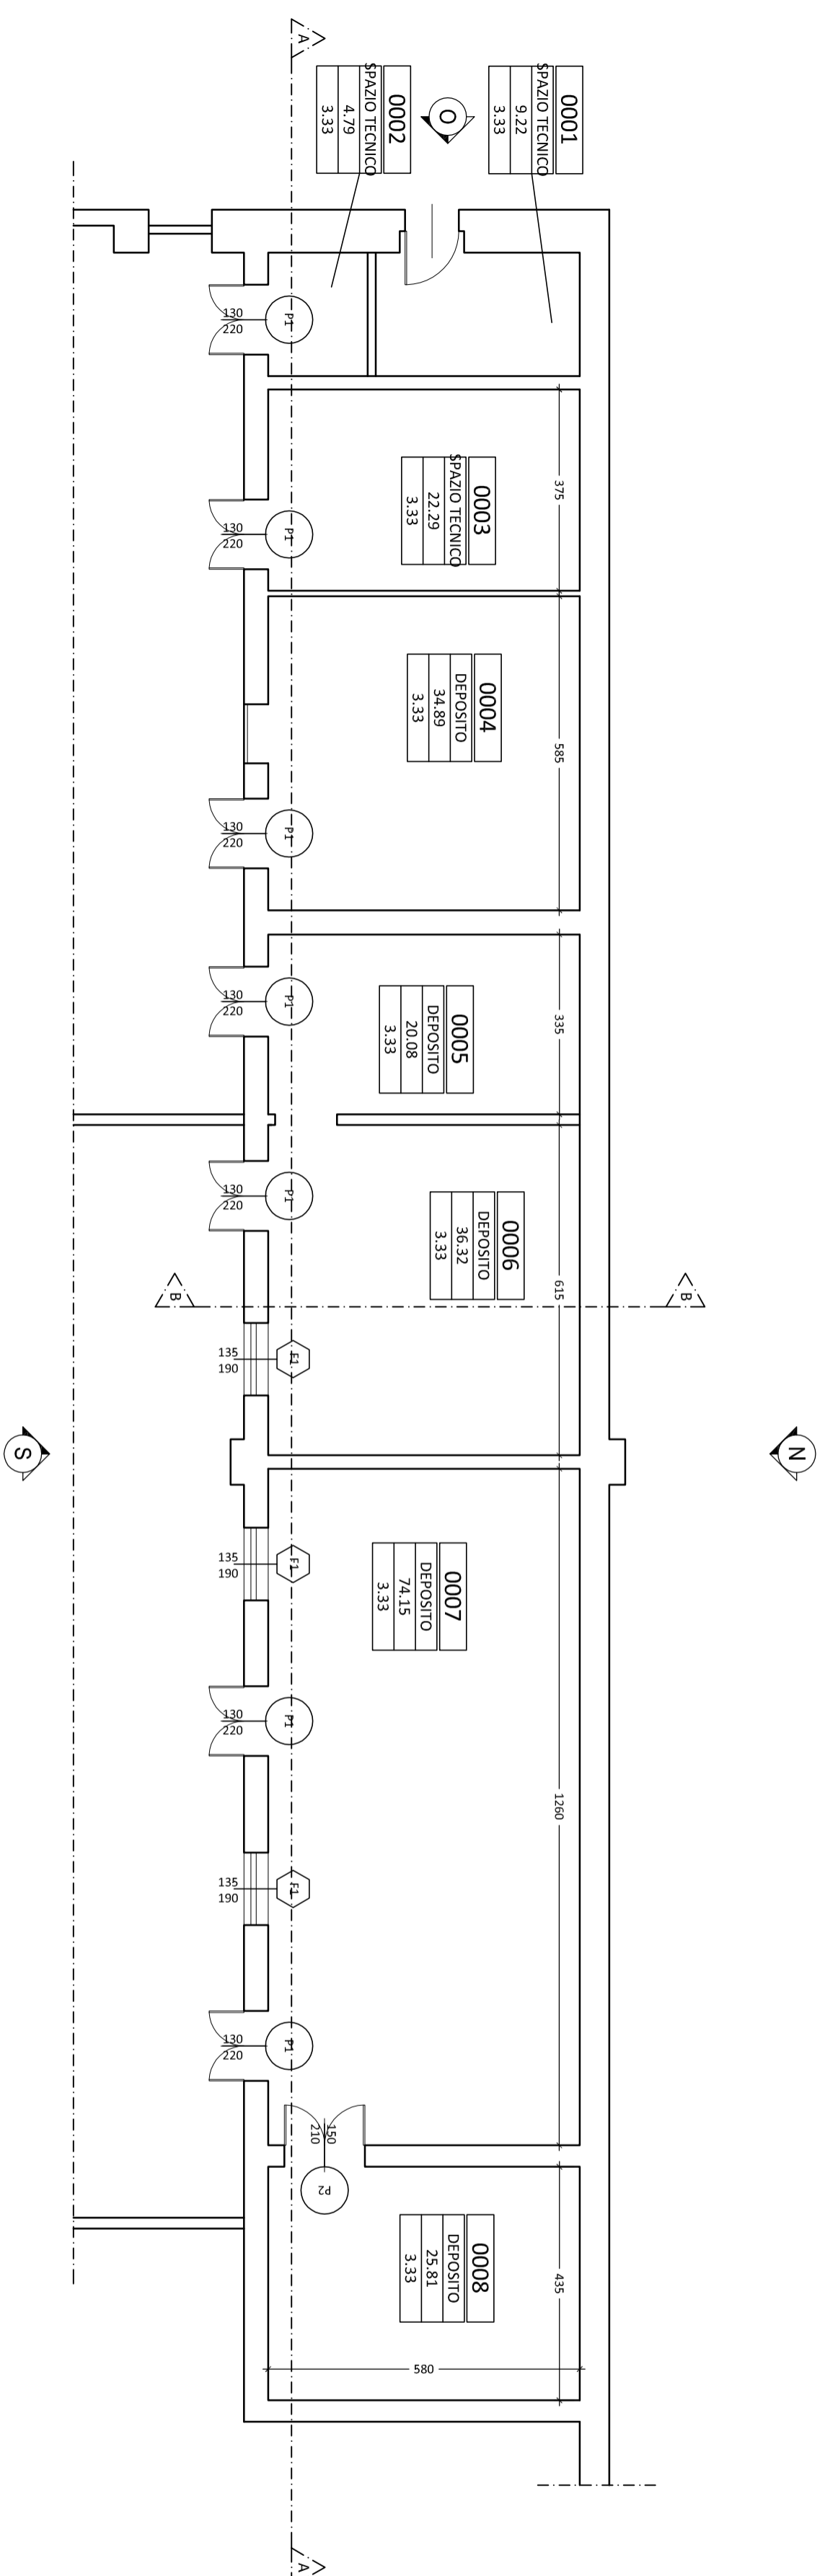 A
0001
SPAZIO TECNICO
9.22
3.33
O
0002
SPAZIO TECNICO
4.79
3.33
P1
130
220
0003
SPAZIO TECNICO
22.29
3.33
375
P1
130
220
0004
DEPOSITO
34.89
3.33
585
P1
130
220
0005
DEPOSITO
20.08
3.33
335
P1
130
220
0006
DEPOSITO
36.32
3.33
615
P1
130
220
B
B
F1
135
190
N
S
0007
DEPOSITO
74.15
3.33
1260
F1
135
190
P1
130
220
F1
135
190
P1
130
220
150
210
P2
0008
DEPOSITO
25.81
3.33
435
580
A